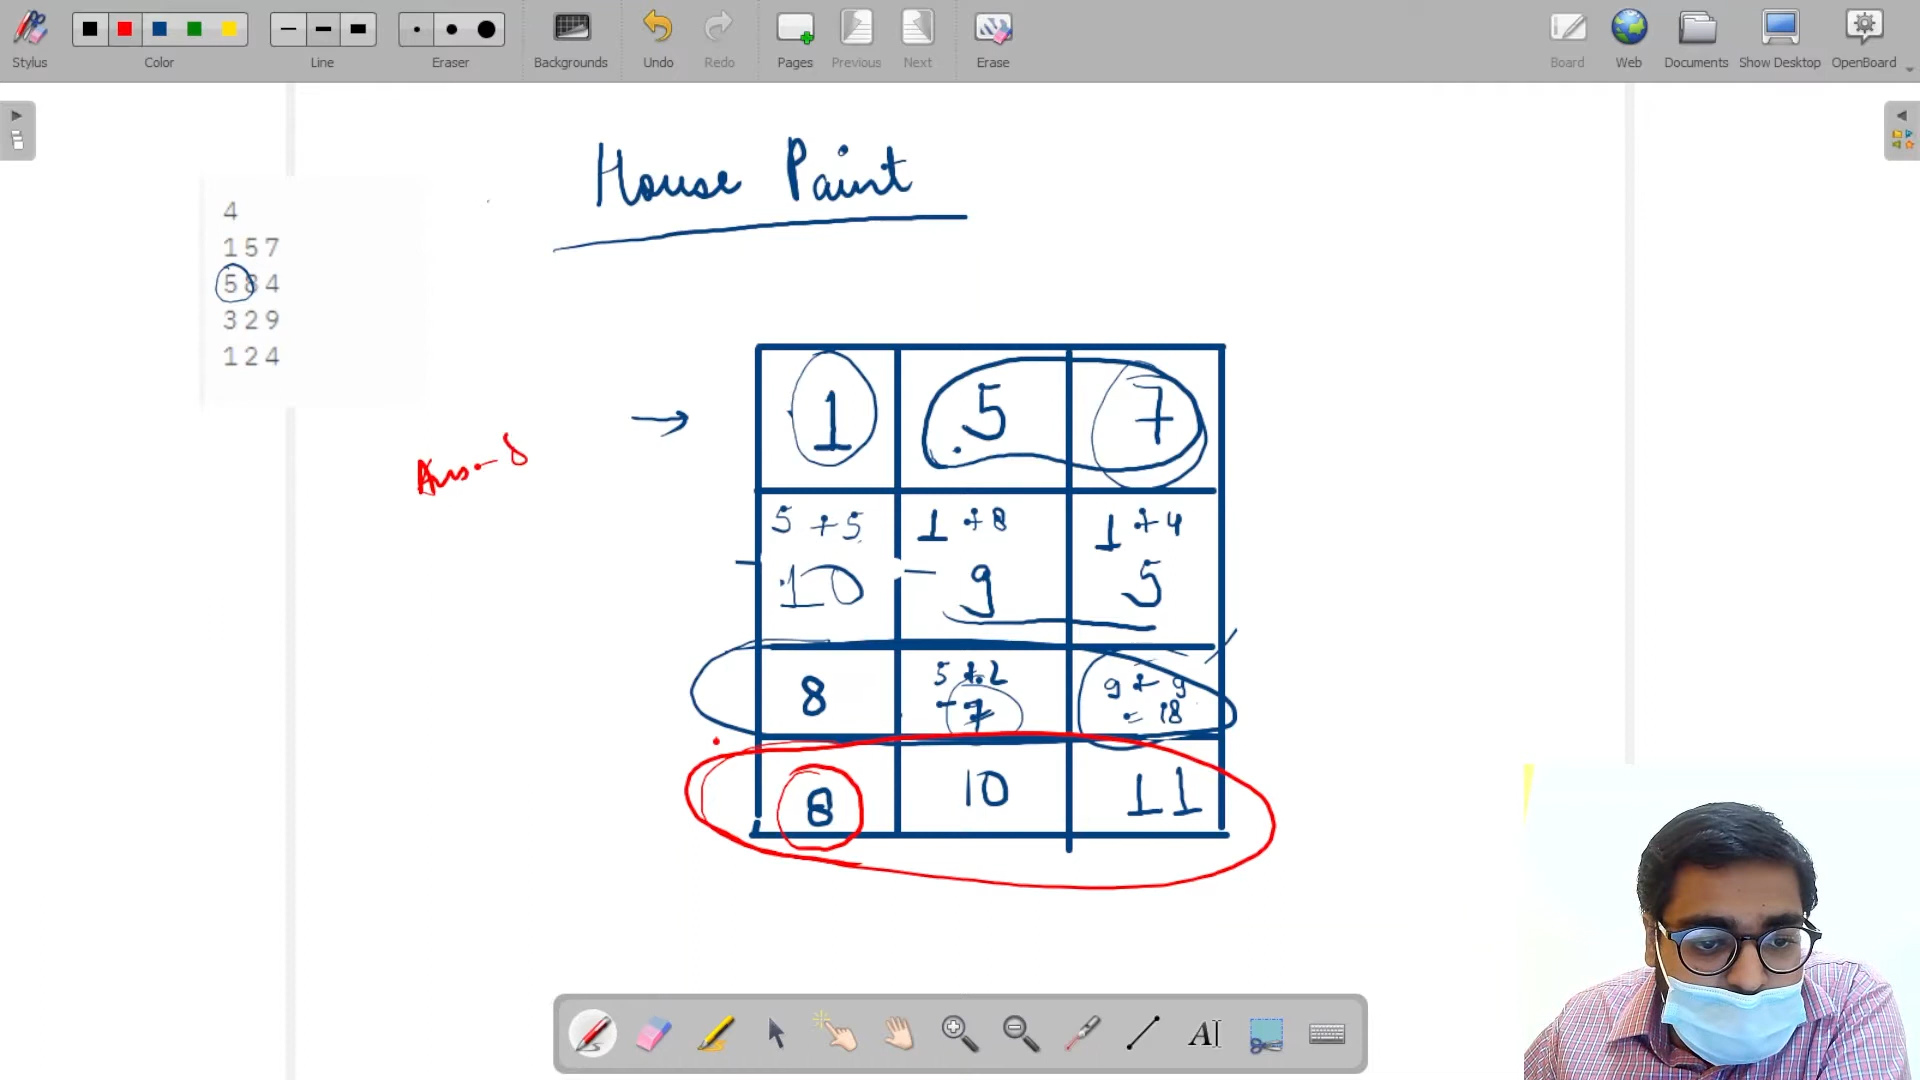 Stylus
Color
Line
Eraser
Backgrounds
Undo
Redo
Pages
Previous
Next
Erase
Board
Web
Documents
Show Desktop
OpenBoard
House Paint
4
1 5 7
5 8 4
3 2 9
1 2 4
Ans - 8
1 5 7
5 + 5 1 + 8 1 + 4
10 9 5
5 + 2 9 + 9
8 = 7 = 18
8 10 11